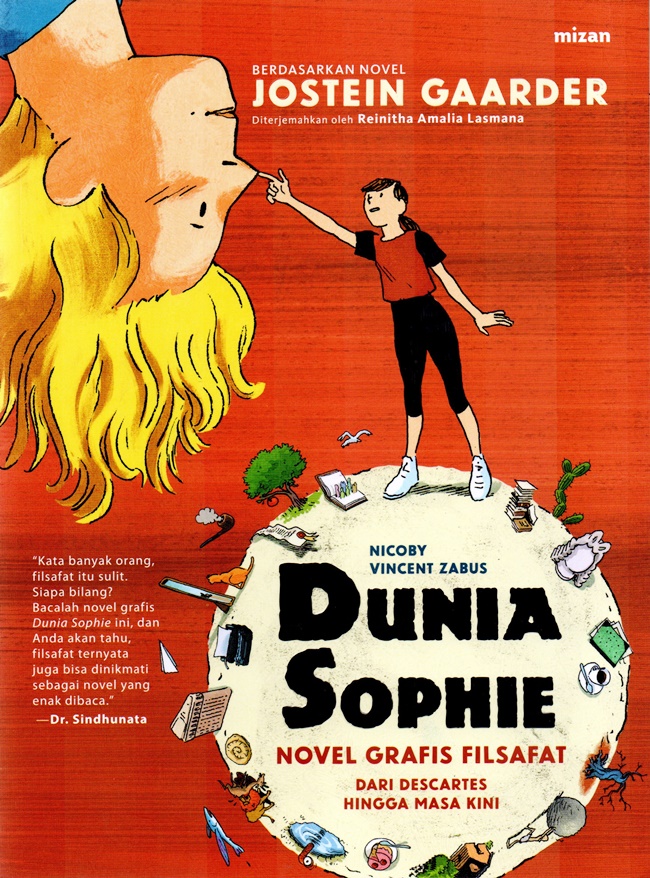 mizan
BERDASARKAN NOVEL
JOSTEIN GAARDER
Diterjemahkan oleh Reinitha Amalia Lasmana
NICOBY
VINCENT ZABUS
DUNIA
SOPHIE
NOVEL GRAFIS FILSAFAT
DARI DESCARTES
HINGGA MASA KINI
“Kata banyak orang,
filsafat itu sulit.
Siapa bilang?
Bacalah novel grafis
Dunia Sophie ini, dan
Anda akan tahu,
filsafat ternyata
juga bisa dinikmati
sebagai novel yang
enak dibaca.”
—Dr. Sindhunata